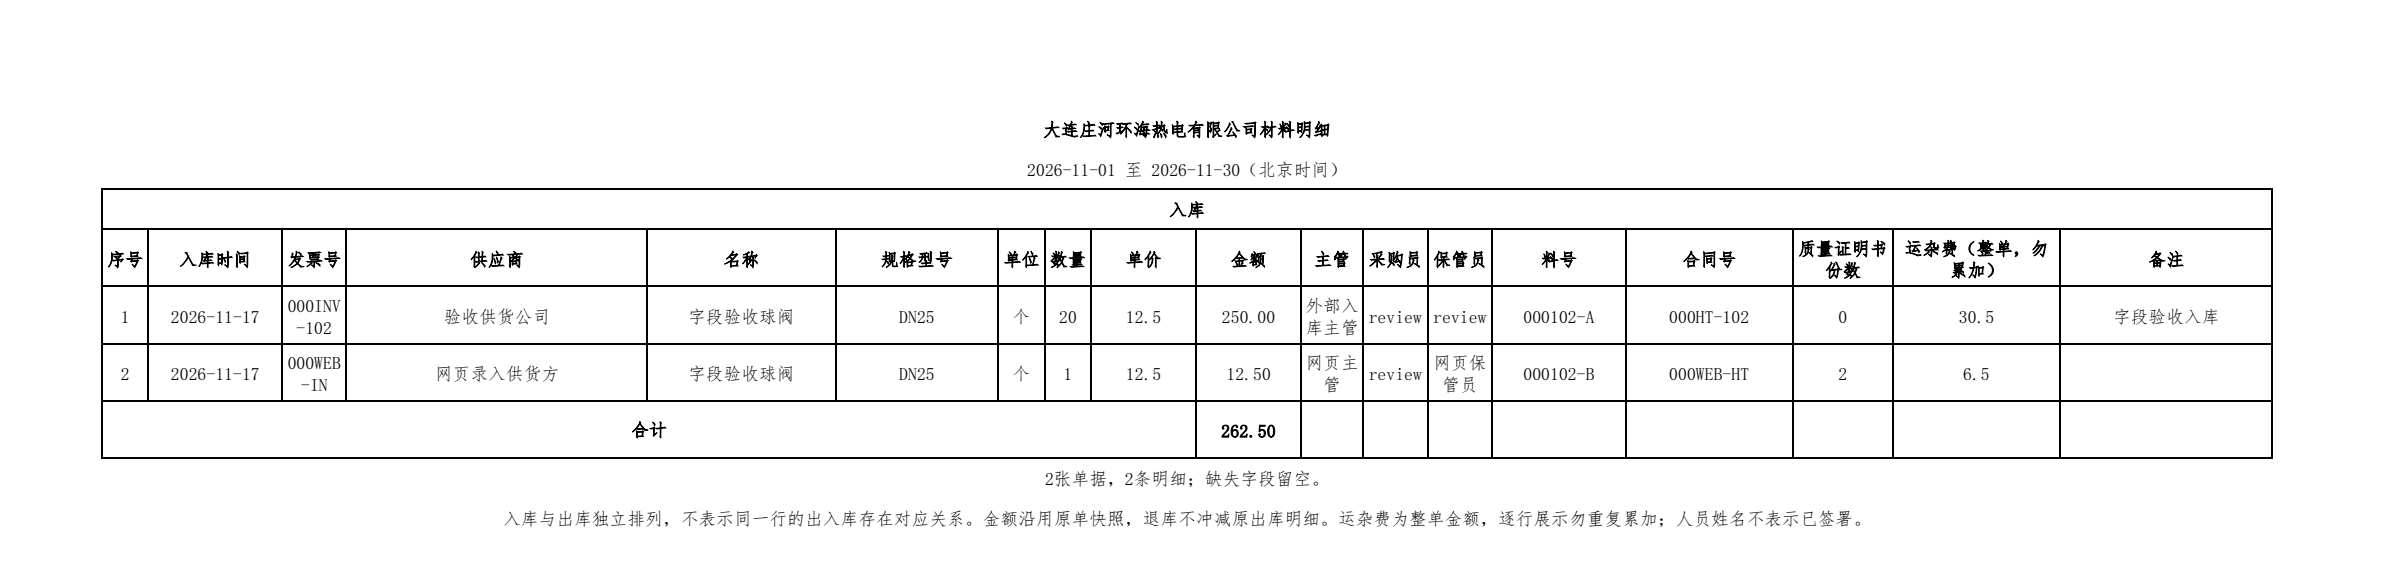 大连庄河环海热电有限公司材料明细
2026-11-01 至 2026-11-30（北京时间）
入库
序号 入库时间 发票号 供应商 名称 规格型号 单位 数量 单价 金额 主管 采购员 保管员 料号 合同号 质量证明书份数 运杂费（整单，勿累加） 备注
1 2026-11-17 000INV-102 验收供货公司 字段验收球阀 DN25 个 20 12.5 250.00 外部入库主管 review review 000102-A 000HT-102 0 30.5 字段验收入库
2 2026-11-17 000WEB-IN 网页录入供货方 字段验收球阀 DN25 个 1 12.5 12.50 网页主管 review 网页保管员 000102-B 000WEB-HT 2 6.5
合计 262.50
2张单据，2条明细；缺失字段留空。
入库与出库独立排列，不表示同一行的出入库存在对应关系。金额沿用原单快照，退库不冲减原出库明细。运杂费为整单金额，逐行展示勿重复累加；人员姓名不表示已签署。